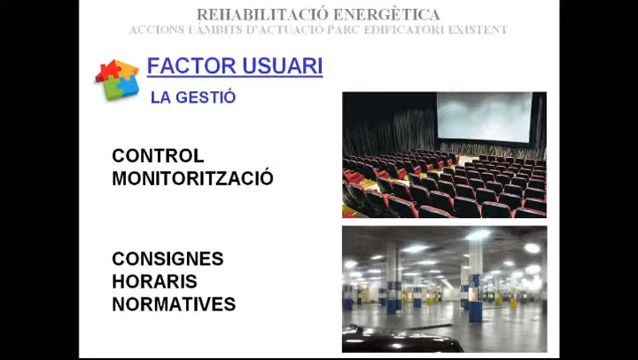 REHABILITACIÓ ENERGÈTICA
ACCIONS I ÀMBITS D'ACTUACIÓ PARC EDIFICATORI EXISTENT
FACTOR USUARI
LA GESTIÓ
CONTROL
MONITORITZACIÓ
CONSIGNES
HORARIS
NORMATIVES